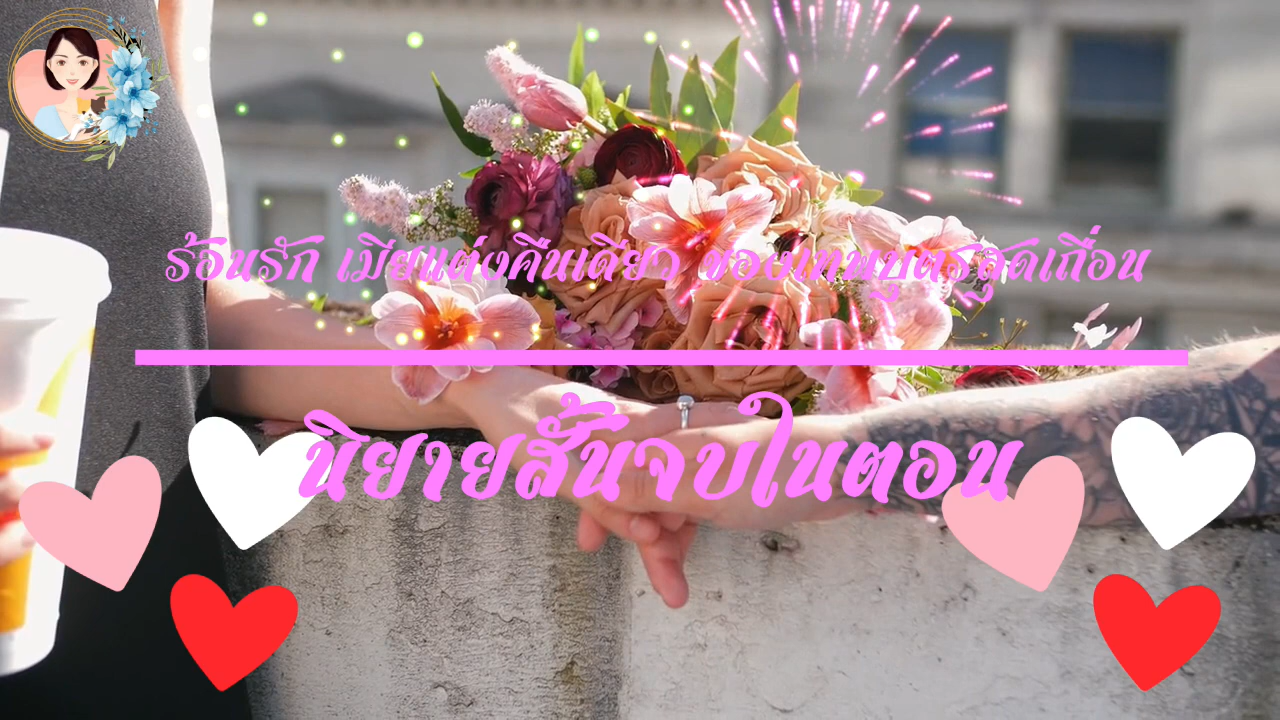 ร้อนรัก เมียแต่งคืนเดียว ของเทพบุตรสุดเถื่อน
นิยายสั้นจบในตอน